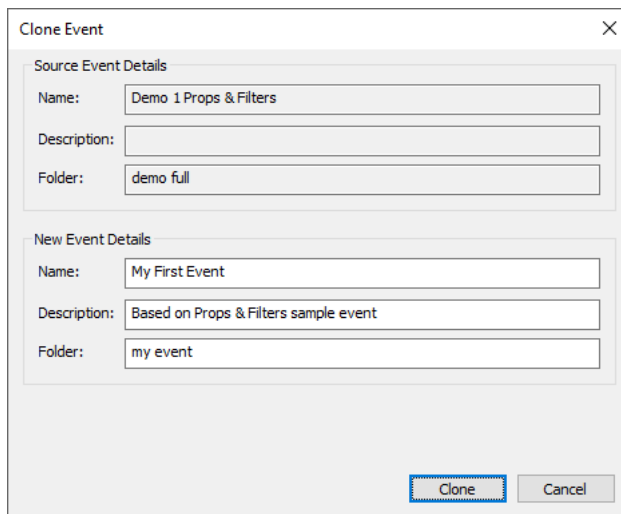 Clone Event
Source Event Details
Name: Demo 1 Props & Filters
Description:
Folder: demo full
New Event Details
Name: My First Event
Description: Based on Props & Filters sample event
Folder: my event
Clone Cancel